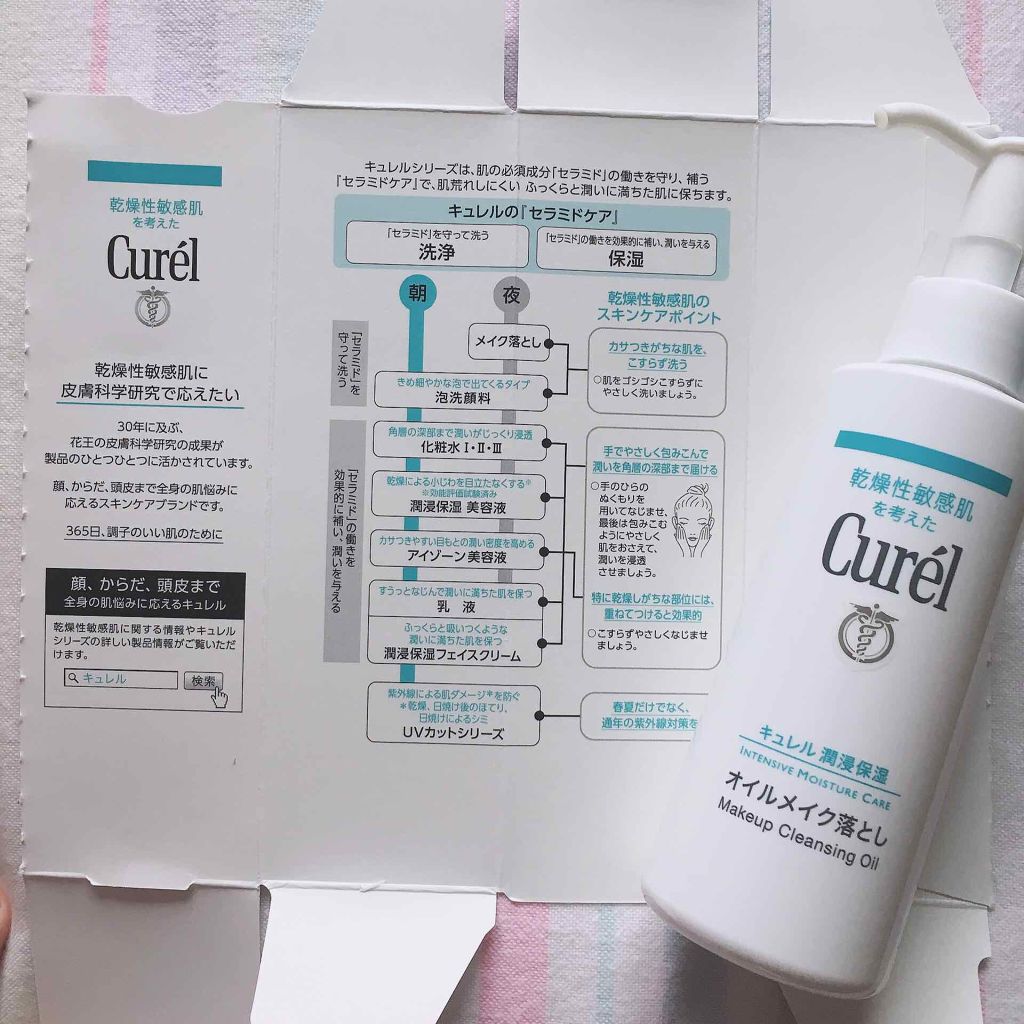 乾燥性敏感肌
を考えた
Curél
乾燥性敏感肌に
皮膚科学研究で応えたい
30年に及ぶ、
花王の皮膚科学研究の成果が
製品のひとつひとつに活かされています。
顔、からだ、頭皮まで全身の肌悩みに
応えるスキンケアブランドです。
365日、調子のいい肌のために
顔、からだ、頭皮まで
全身の肌悩みに応えるキュレル
乾燥性敏感肌に関する情報やキュレル
シリーズの詳しい製品情報がご覧いただ
けます。
キュレル
検索
キュレルシリーズは、肌の必須成分「セラミド」の働きを守り、補う
『セラミドケア』で、肌荒れしにくい ふっくらと潤いに満ちた肌に保ちます。
キュレルの『セラミドケア』
「セラミド」を守って洗う
洗浄
「セラミド」の働きを効果的に補い、潤いを与える
保湿
朝
夜
乾燥性敏感肌の
スキンケアポイント
「セラミド」を
守って洗う
メイク落とし
きめ細やかな泡で出てくるタイプ
泡洗顔料
カサつきがちな肌を、
こすらず洗う
○肌をゴシゴシこすらずに
やさしく洗いましょう。
「セラミド」の働きを
効果的に補い、潤いを与える
角層の深部まで潤いがじっくり浸透
化粧水 I・II・III
乾燥による小じわを目立たなくする※
※効能評価試験済み
潤浸保湿 美容液
カサつきやすい目もとの潤い密度を高める
アイゾーン美容液
すうっとなじんで潤いに満ちた肌を保つ
乳 液
ふっくらと吸いつくような
潤いに満ちた肌を保つ
潤浸保湿フェイスクリーム
手でやさしく包みこんで
潤いを角層の深部まで届ける
○手のひらの
ぬくもりを
用いてなじませ、
最後は包みこむ
ようにやさしく
肌をおさえて、
潤いを浸透
させましょう。
特に乾燥しがちな部位には、
重ねてつけると効果的
○こすらずやさしくなじませ
ましょう。
紫外線による肌ダメージ*を防ぐ
*乾燥、日焼け後のほてり、
日焼けによるシミ
UVカットシリーズ
春夏だけでなく、
通年の紫外線対策を
乾燥性敏感肌
を考えた
Curél
キュレル 潤浸保湿
INTENSIVE MOISTURE CARE
オイルメイク落とし
Makeup Cleansing Oil